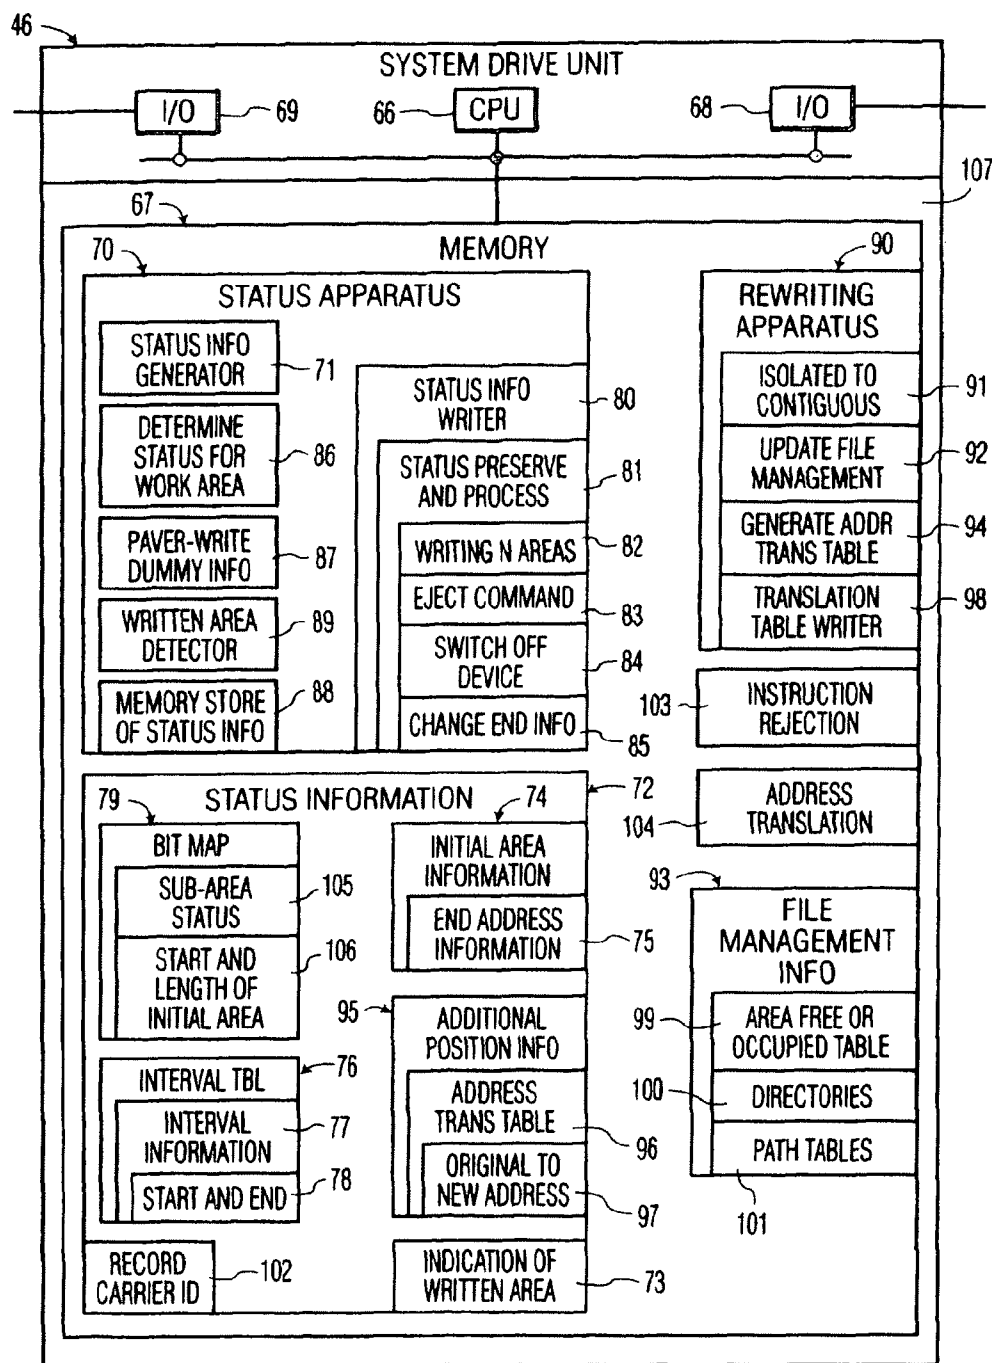 46
SYSTEM DRIVE UNIT
I/O
69
66
CPU
68
I/O
107
67
MEMORY
70
STATUS APPARATUS
STATUS INFO
GENERATOR
71
DETERMINE
STATUS FOR
WORK AREA
86
PAVER-WRITE
DUMMY INFO
87
WRITTEN AREA
DETECTOR
89
MEMORY STORE
OF STATUS INFO
88
STATUS INFO
WRITER
80
STATUS PRESERVE
AND PROCESS
81
WRITING N AREAS
82
EJECT COMMAND
83
SWITCH OFF
DEVICE
84
CHANGE END INFO
85
90
REWRITING
APPARATUS
ISOLATED TO
CONTIGUOUS
91
UPDATE FILE
MANAGEMENT
92
GENERATE ADDR
TRANS TABLE
94
TRANSLATION
TABLE WRITER
98
103
INSTRUCTION
REJECTION
104
ADDRESS
TRANSLATION
72
STATUS INFORMATION
79
BIT MAP
SUB-AREA
STATUS
105
START AND
LENGTH OF
INITIAL AREA
106
74
INITIAL AREA
INFORMATION
END ADDRESS
INFORMATION
75
INTERVAL TBL
76
INTERVAL
INFORMATION
77
START AND END
78
95
ADDITIONAL
POSITION INFO
ADDRESS
TRANS TABLE
96
ORIGINAL TO
NEW ADDRESS
97
RECORD
CARRIER ID
102
INDICATION OF
WRITTEN AREA
73
93
FILE
MANAGEMENT
INFO
99
AREA FREE OR
OCCUPIED TABLE
100
DIRECTORIES
PATH TABLES
101